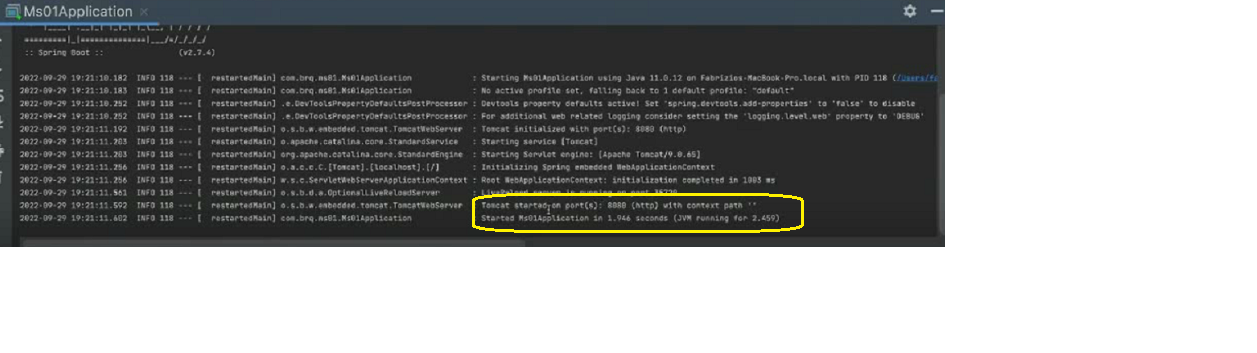 Ms01Application
:: Spring Boot :: (v2.7.4)
2022-09-29 19:21:10.182 INFO 118 --- [ restartedMain] com.brq.ms01.Ms01Application : Starting Ms01Application using Java 11.0.12 on Fabrizios-MacBook-Pro.local with PID 118 (
2022-09-29 19:21:10.183 INFO 118 --- [ restartedMain] com.brq.ms01.Ms01Application : No active profile set, falling back to 1 default profile: "default"
2022-09-29 19:21:10.252 INFO 118 --- [ restartedMain] .e.DevToolsPropertyDefaultsPostProcessor : Devtools property defaults active! Set 'spring.devtools.add-properties' to 'false' to disable
2022-09-29 19:21:10.252 INFO 118 --- [ restartedMain] .e.DevToolsPropertyDefaultsPostProcessor : For additional web related logging consider setting the 'logging.level.web' property to 'DEBUG'
2022-09-29 19:21:11.192 INFO 118 --- [ restartedMain] o.s.b.w.embedded.tomcat.TomcatWebServer : Tomcat initialized with port(s): 8080 (http)
2022-09-29 19:21:11.203 INFO 118 --- [ restartedMain] o.apache.catalina.core.StandardService : Starting service [Tomcat]
2022-09-29 19:21:11.203 INFO 118 --- [ restartedMain] org.apache.catalina.core.StandardEngine : Starting Servlet engine: [Apache Tomcat/9.0.65]
2022-09-29 19:21:11.256 INFO 118 --- [ restartedMain] o.a.c.c.C.[Tomcat].[localhost].[/] : Initializing Spring embedded WebApplicationContext
2022-09-29 19:21:11.256 INFO 118 --- [ restartedMain] w.s.c.ServletWebServerApplicationContext : Root WebApplicationContext: initialization completed in 1003 ms
2022-09-29 19:21:11.561 INFO 118 --- [ restartedMain] o.s.b.d.a.OptionalLiveReloadServer : LiveReload server is running on port 35729
2022-09-29 19:21:11.592 INFO 118 --- [ restartedMain] o.s.b.w.embedded.tomcat.TomcatWebServer : Tomcat started on port(s): 8080 (http) with context path ''
2022-09-29 19:21:11.602 INFO 118 --- [ restartedMain] com.brq.ms01.Ms01Application : Started Ms01Application in 1.946 seconds (JVM running for 2.459)